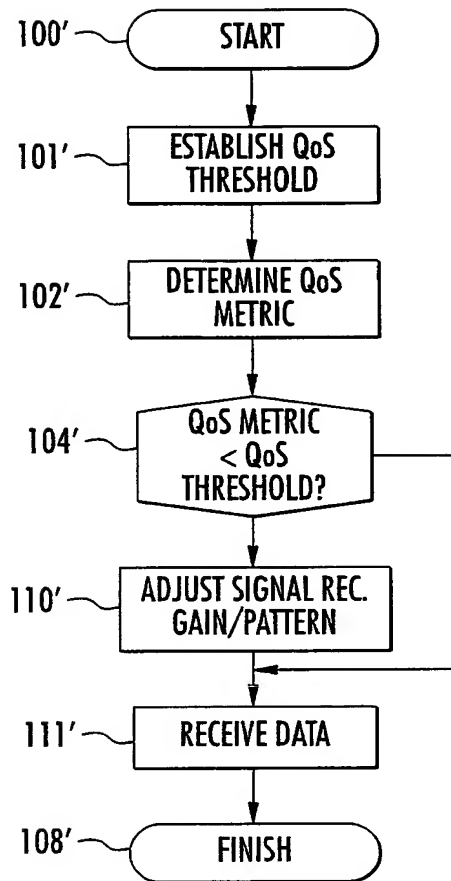 100'
START
101'
ESTABLISH QoS
THRESHOLD
102'
DETERMINE QoS
METRIC
104'
QoS METRIC
< QoS
THRESHOLD?
110'
ADJUST SIGNAL REC.
GAIN/PATTERN
111'
RECEIVE DATA
108'
FINISH